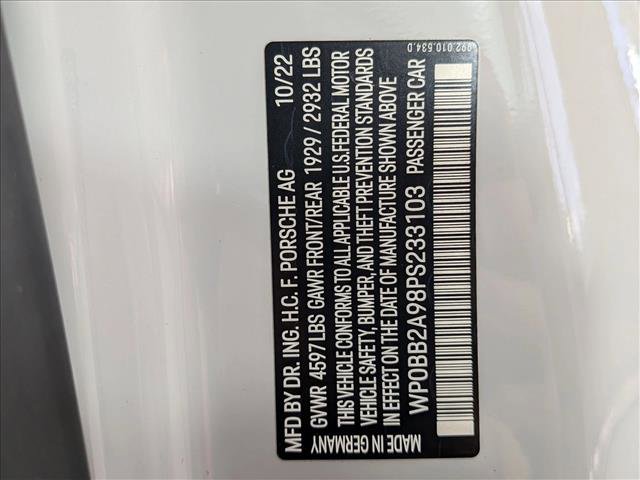 992.010.534.D
MFD BY DR. ING. H.C. F. PORSCHE AG 10/22
GVWR 4597 LBS GAWR FRONT/REAR 1929 / 2932 LBS
THIS VEHICLE CONFORMS TO ALL APPLICABLE U.S. FEDERAL MOTOR
VEHICLE SAFETY, BUMPER, AND THEFT PREVENTION STANDARDS
IN EFFECT ON THE DATE OF MANUFACTURE SHOWN ABOVE
WP0BB2A98PS233103 PASSENGER CAR
MADE IN GERMANY